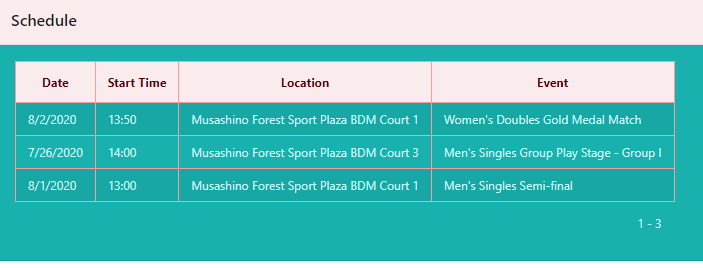 Schedule
Date Start Time Location Event
8/2/2020 13:50 Musashino Forest Sport Plaza BDM Court 1 Women's Doubles Gold Medal Match
7/26/2020 14:00 Musashino Forest Sport Plaza BDM Court 3 Men's Singles Group Play Stage - Group I
8/1/2020 13:00 Musashino Forest Sport Plaza BDM Court 1 Men's Singles Semi-final
1 - 3